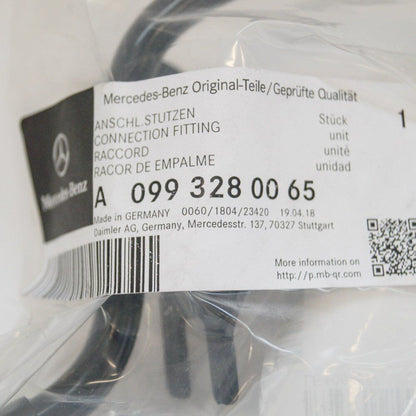 Mercedes-Benz Original-Teile/Geprüfte Qualität
ANSCHL.STUTZEN Stück 1
CONNECTION FITTING unit
RACCORD unité
RACOR DE EMPALME unidad
Mercedes-Benz
A 099 328 00 65
Made in GERMANY 0060/1804/23420 19.04.18
Daimler AG, Germany, Mercedesstr. 137, 70327 Stuttgart
More information on
http://p.mb-qr.com/